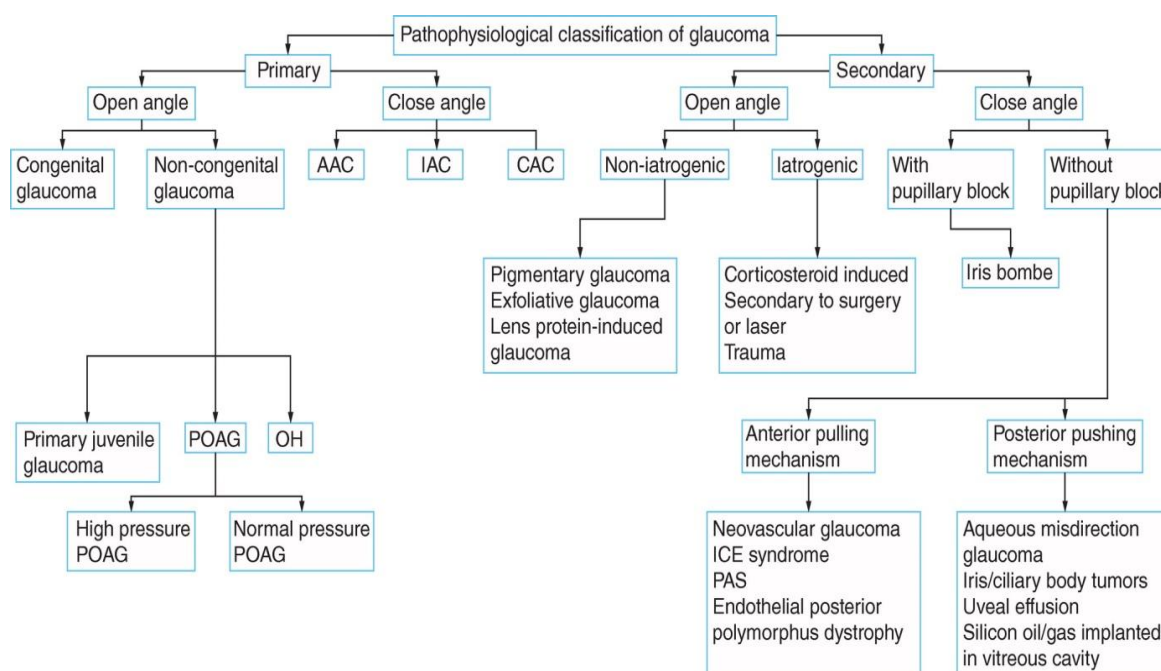 Pathophysiological classification of glaucoma
Primary
Secondary
Open angle
Close angle
Open angle
Close angle
Congenital
glaucoma
Non-congenital
glaucoma
AAC
IAC
CAC
Non-iatrogenic
Iatrogenic
With
pupillary block
Without
pupillary block
Pigmentary glaucoma
Exfoliative glaucoma
Lens protein-induced
glaucoma
Corticosteroid induced
Secondary to surgery
or laser
Trauma
Iris bombe
Primary juvenile
glaucoma
POAG
OH
Anterior pulling
mechanism
Posterior pushing
mechanism
High pressure
POAG
Normal pressure
POAG
Neovascular glaucoma
ICE syndrome
PAS
Endothelial posterior
polymorphus dystrophy
Aqueous misdirection
glaucoma
Iris/ciliary body tumors
Uveal effusion
Silicon oil/gas implanted
in vitreous cavity